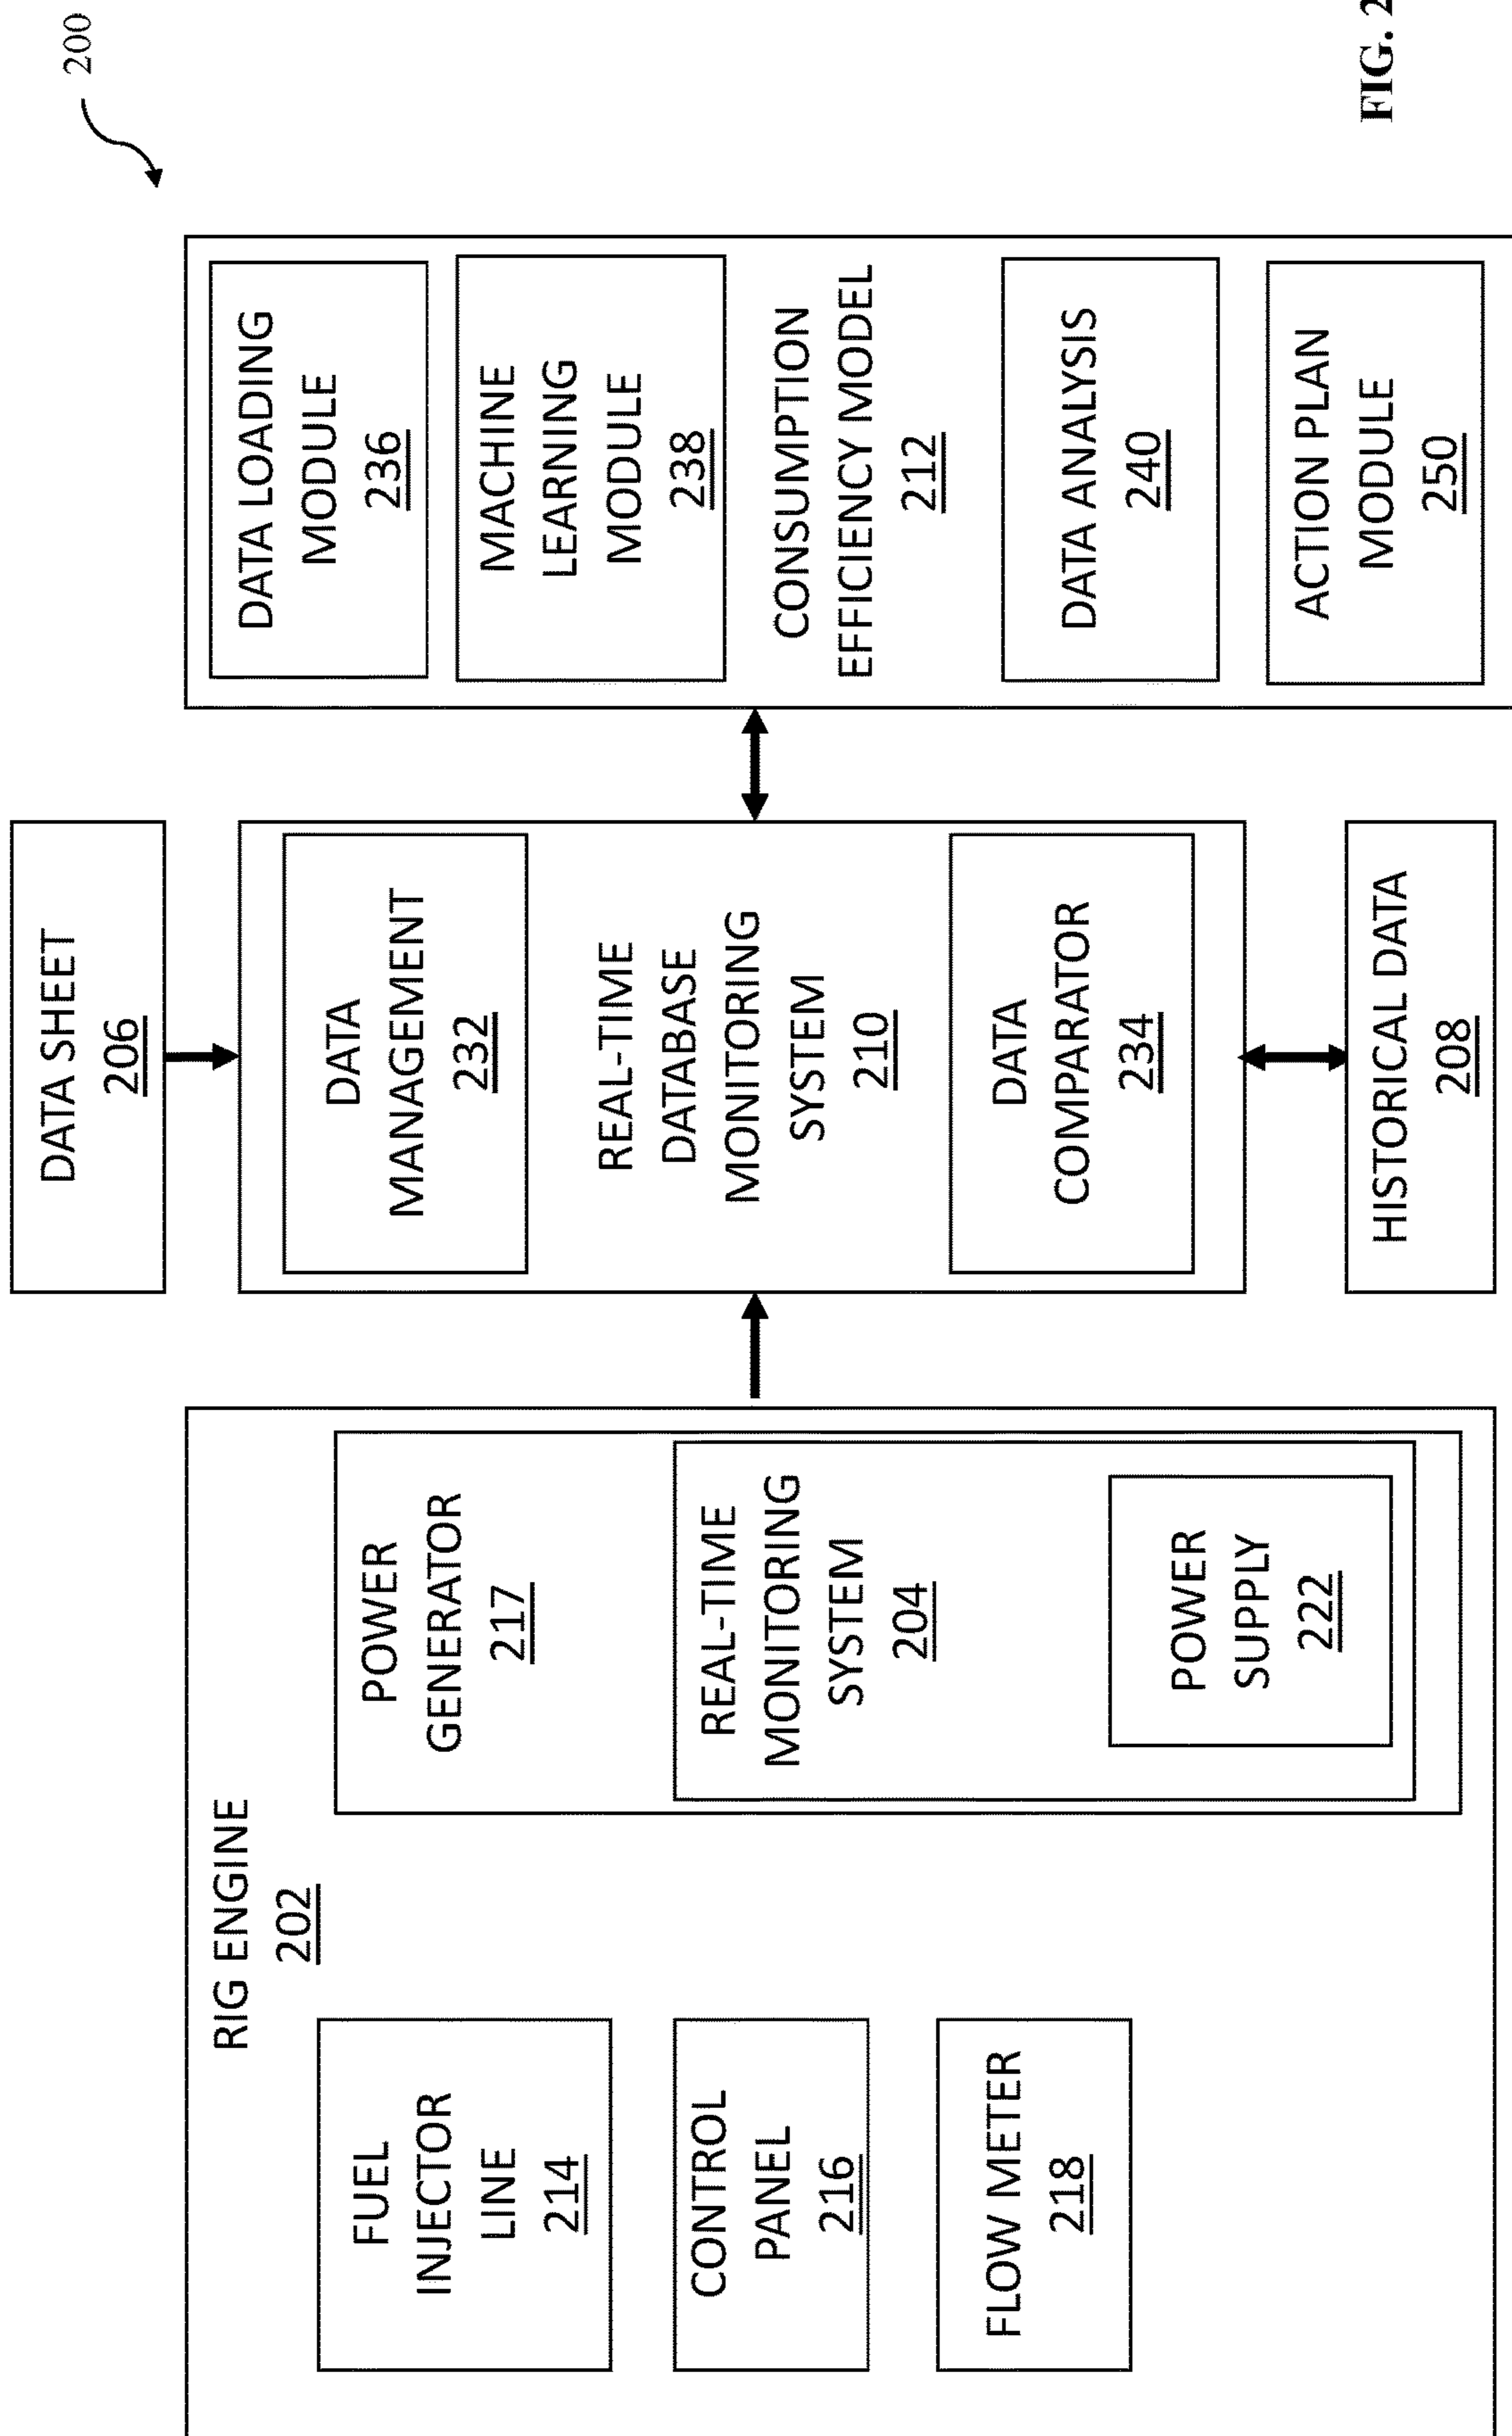 200
RIG ENGINE
202
FUEL
INJECTOR
LINE
214
CONTROL
PANEL
216
FLOW METER
218
POWER
GENERATOR
217
REAL-TIME
MONITORING
SYSTEM
204
POWER
SUPPLY
222
DATA SHEET
206
DATA
MANAGEMENT
232
REAL-TIME
DATABASE
MONITORING
SYSTEM
210
DATA
COMPARATOR
234
HISTORICAL DATA
208
DATA LOADING
MODULE
236
MACHINE
LEARNING
MODULE
238
CONSUMPTION
EFFICIENCY MODEL
212
DATA ANALYSIS
240
ACTION PLAN
MODULE
250
FIG. 2